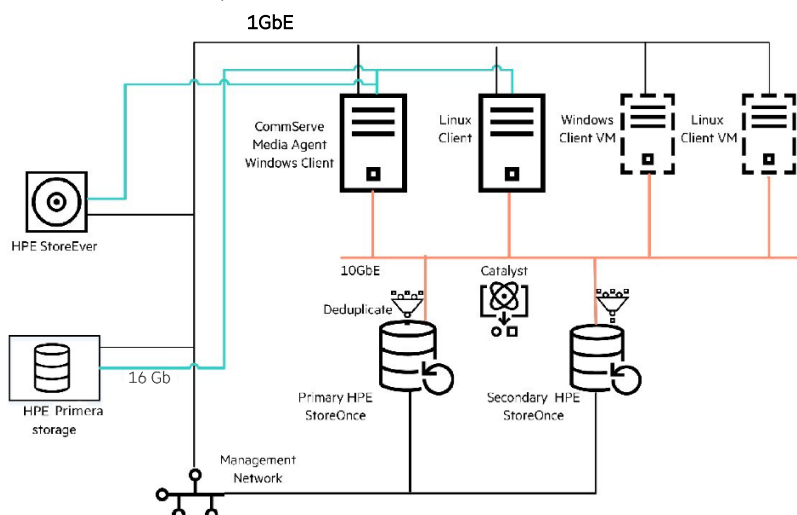 1GbE
CommServe
Media Agent
Windows Client
Linux
Client
Windows
Client VM
Linux
Client VM
HPE StoreEver
10GbE
Catalyst
Deduplicate
16 Gb
HPE Primera
storage
Primary HPE
StoreOnce
Secondary HPE
StoreOnce
Management
Network